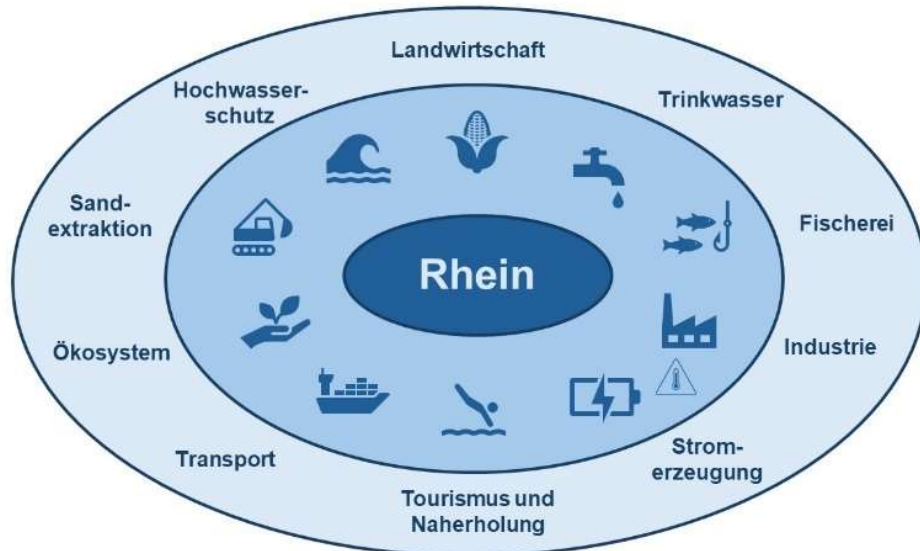 Landwirtschaft
Hochwasser-
schutz
Trinkwasser
Sand-
extraktion
Fischerei
Rhein
Ökosystem
Industrie
Transport
Strom-
erzeugung
Tourismus und
Naherholung